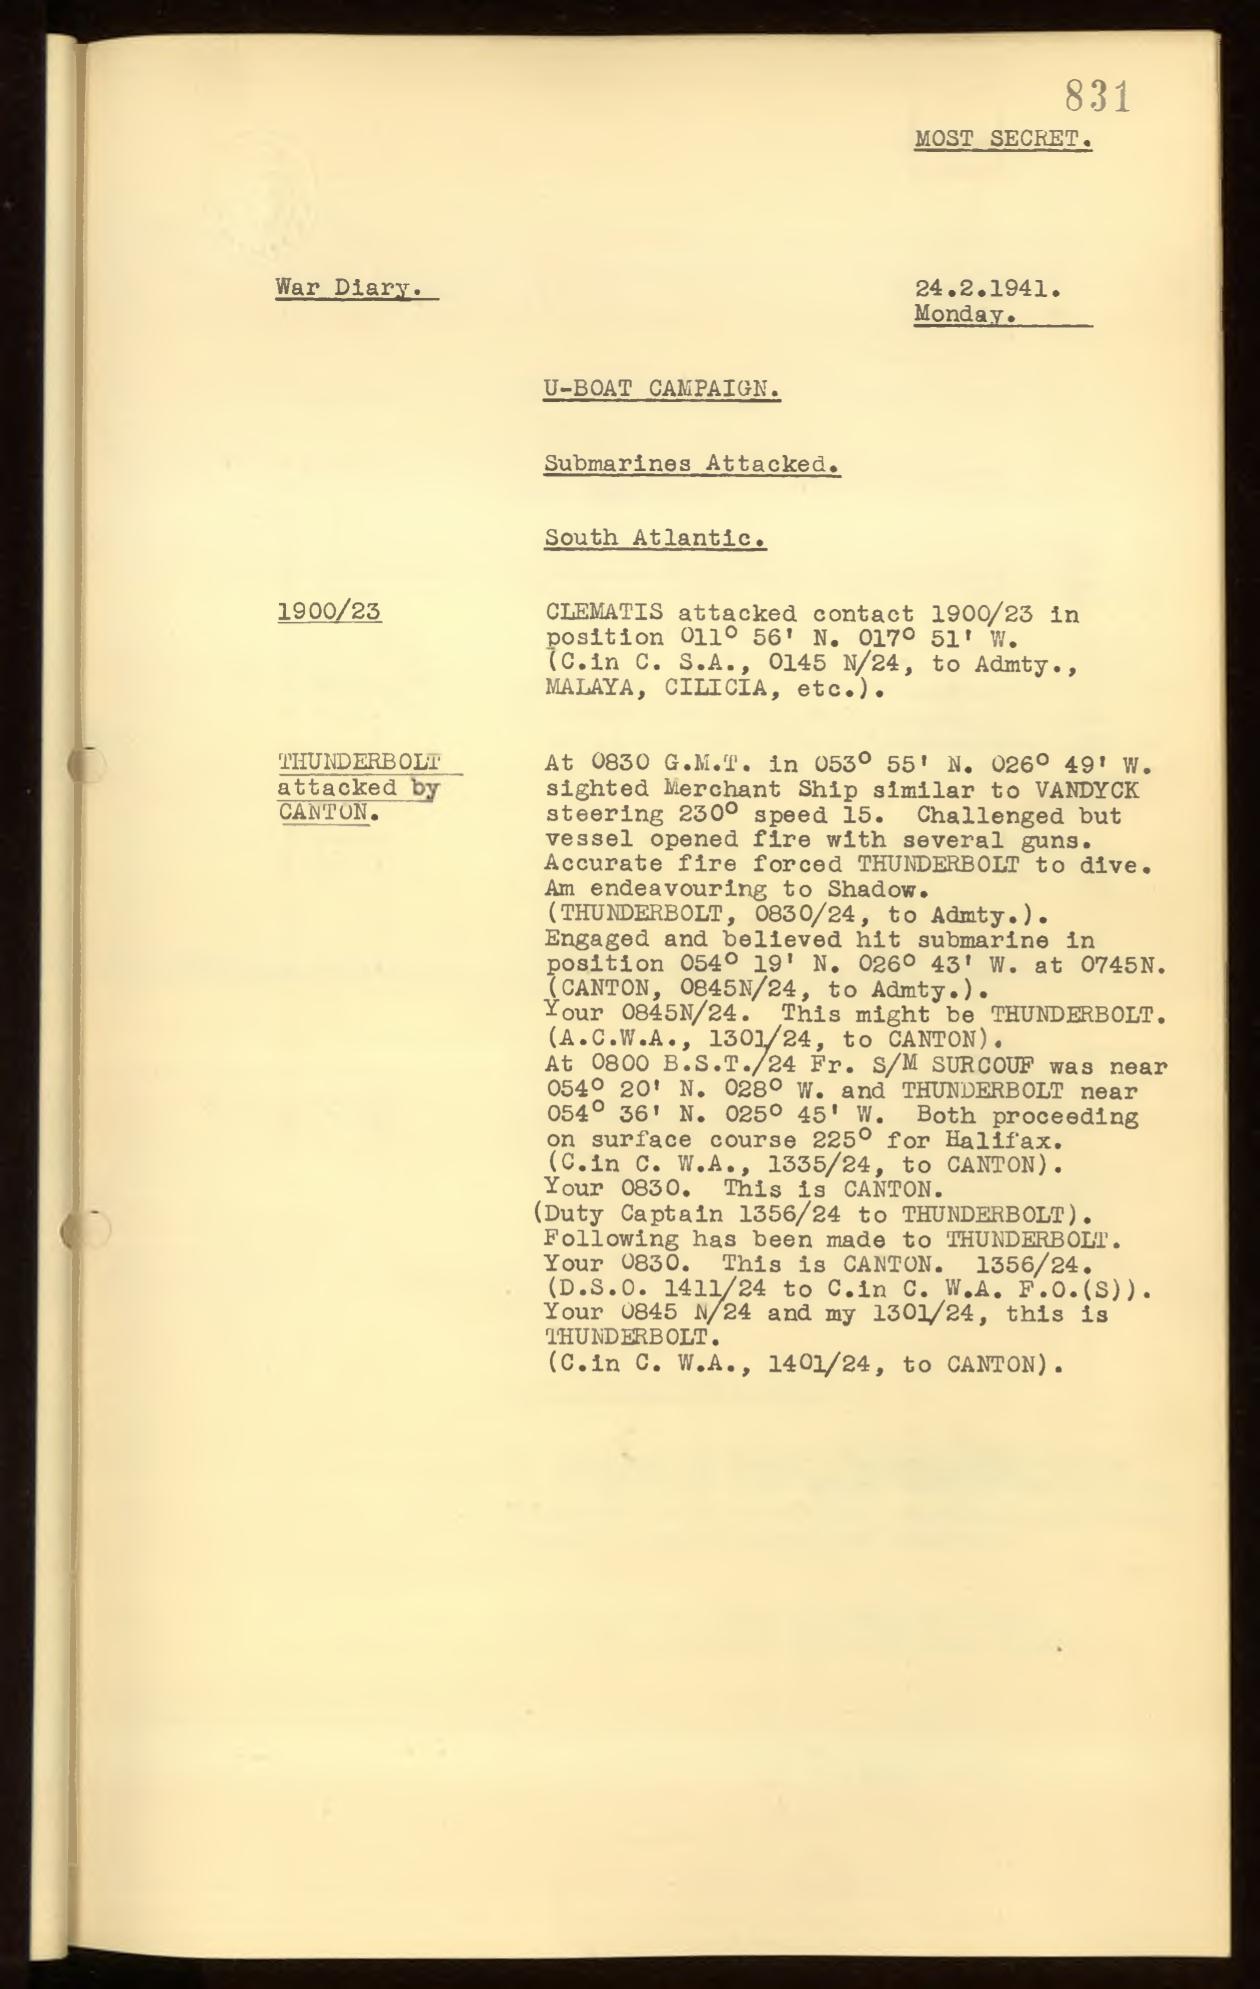 831
MOST SECRET.
War Diary.
24.2.1941.
Monday.
U-BOAT CAMPAIGN.
Submarines Attacked.
South Atlantic.
1900/23
CLEMATIS attacked contact 1900/23 in
position 011° 56' N. 017° 51' W.
(C.in C. S.A., 0145 N/24, to Admty.,
MALAYA, CILICIA, etc.).
THUNDERBOLT
attacked by
CANTON.
At 0830 G.M.T. in 053° 55' N. 026° 49' W.
sighted Merchant Ship similar to VANDYCK
steering 230° speed 15. Challenged but
vessel opened fire with several guns.
Accurate fire forced THUNDERBOLT to dive.
Am endeavouring to Shadow.
(THUNDERBOLT, 0830/24, to Admty.).
Engaged and believed hit submarine in
position 054° 19' N. 026° 43' W. at 0745N.
(CANTON, 0845N/24, to Admty.).
Your 0845N/24. This might be THUNDERBOLT.
(A.C.W.A., 1301/24, to CANTON).
At 0800 B.S.T./24 Fr. S/M SURCOUF was near
054° 20' N. 028° W. and THUNDERBOLT near
054° 36' N. 025° 45' W. Both proceeding
on surface course 225° for Halifax.
(C.in C. W.A., 1335/24, to CANTON).
Your 0830. This is CANTON.
(Duty Captain 1356/24 to THUNDERBOLT).
Following has been made to THUNDERBOLT.
Your 0830. This is CANTON. 1356/24.
(D.S.O. 1411/24 to C.in C. W.A. F.O.(S)).
Your 0845 N/24 and my 1301/24, this is
THUNDERBOLT.
(C.in C. W.A., 1401/24, to CANTON).